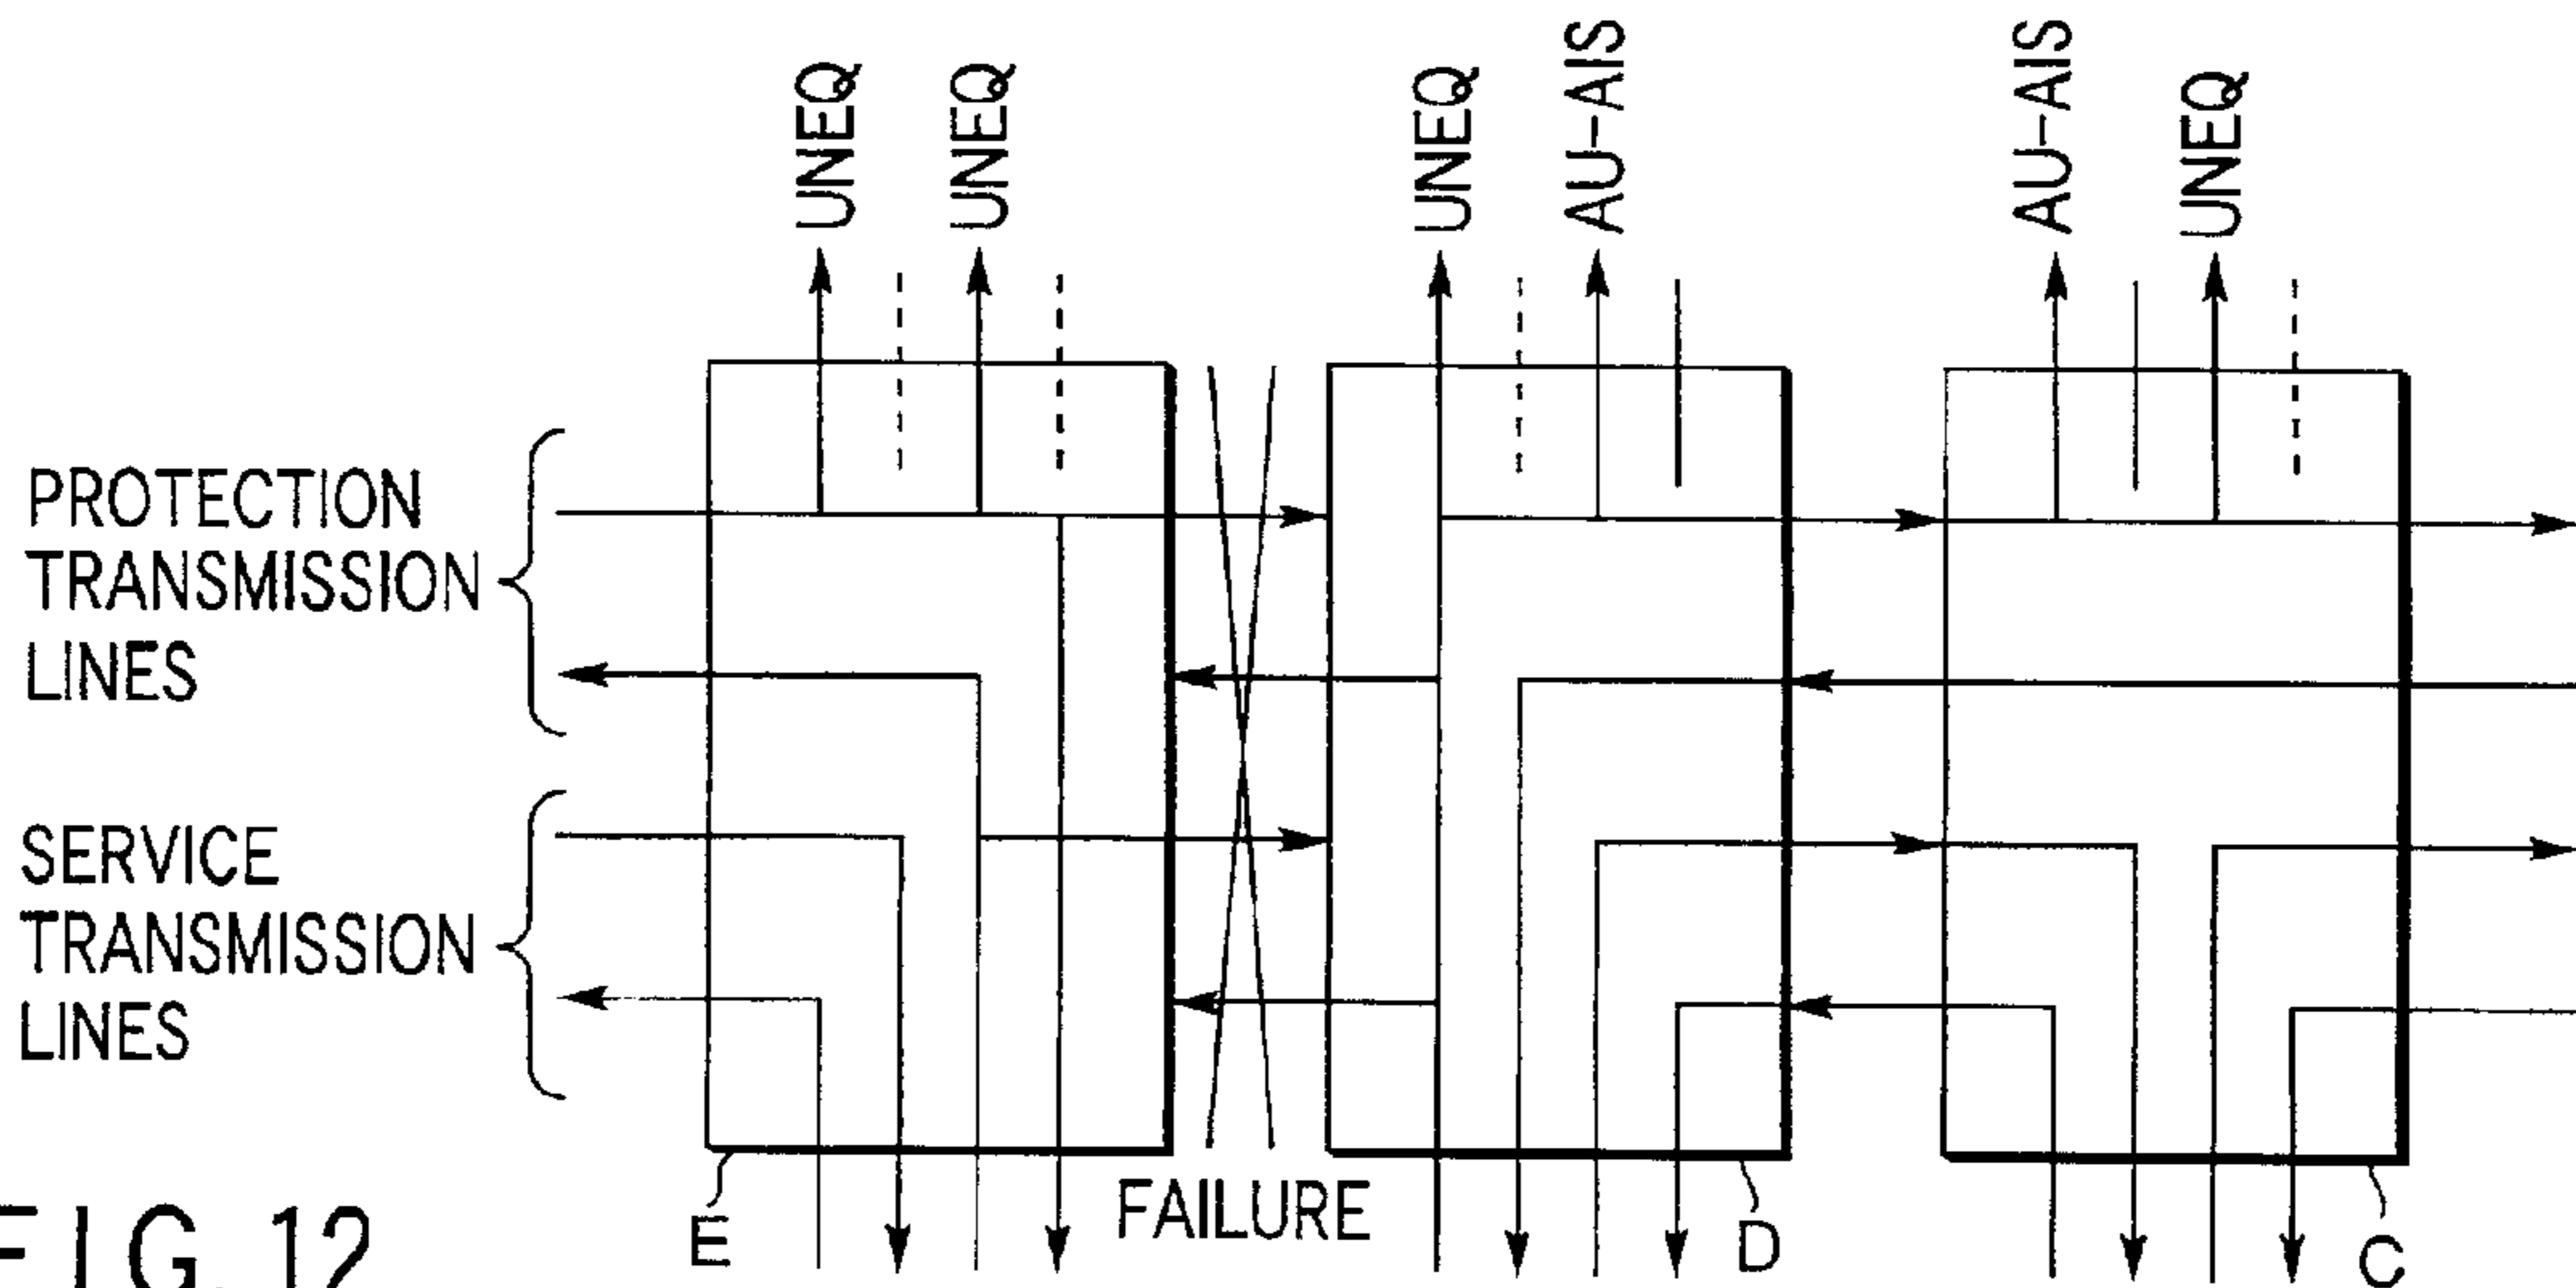 UNEQ
UNEQ
UNEQ
AU-AIS
AU-AIS
UNEQ
PROTECTION
TRANSMISSION
LINES
SERVICE
TRANSMISSION
LINES
E
FAILURE
D
C
FIG. 12